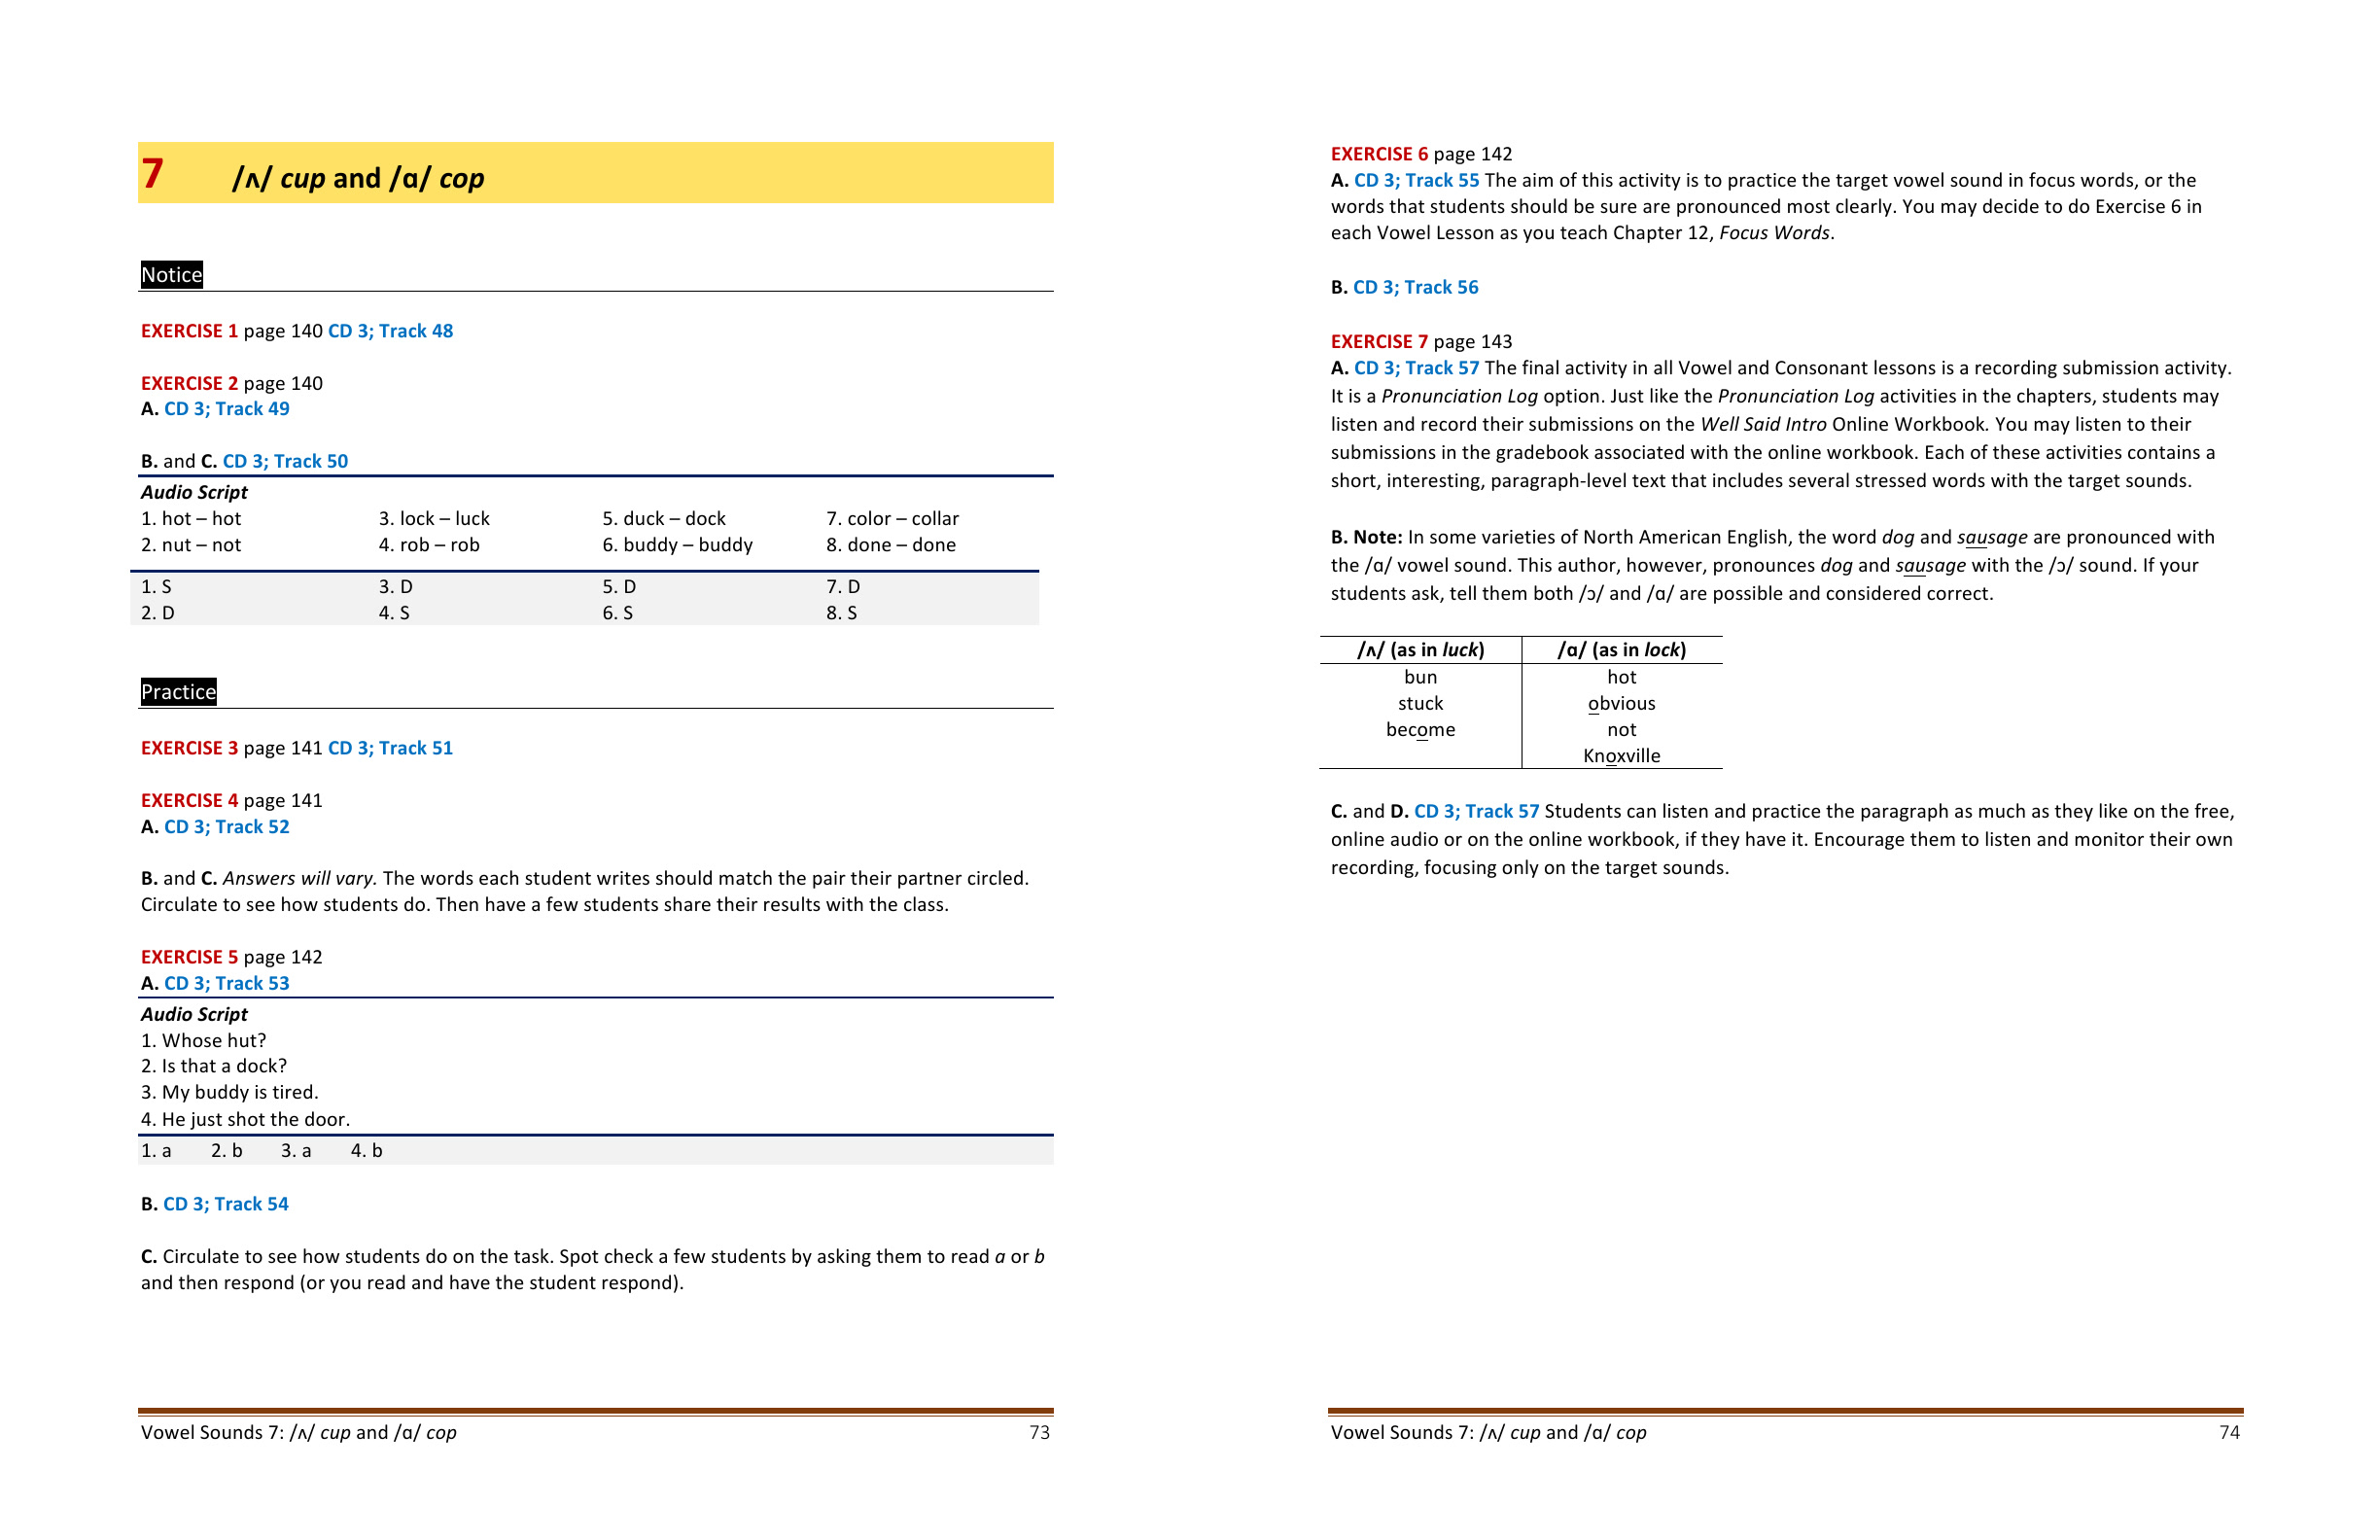 7 /ʌ/ cup and /ɑ/ cop
Notice
EXERCISE 1 page 140 CD 3; Track 48
EXERCISE 2 page 140
A. CD 3; Track 49
B. and C. CD 3; Track 50
Audio Script
1. hot – hot 3. lock – luck 5. duck – dock 7. color – collar
2. nut – not 4. rob – rob 6. buddy – buddy 8. done – done
1. S 3. D 5. D 7. D
2. D 4. S 6. S 8. S
Practice
EXERCISE 3 page 141 CD 3; Track 51
EXERCISE 4 page 141
A. CD 3; Track 52
B. and C. Answers will vary. The words each student writes should match the pair their partner circled.
Circulate to see how students do. Then have a few students share their results with the class.
EXERCISE 5 page 142
A. CD 3; Track 53
Audio Script
1. Whose hut?
2. Is that a dock?
3. My buddy is tired.
4. He just shot the door.
1. a 2. b 3. a 4. b
B. CD 3; Track 54
C. Circulate to see how students do on the task. Spot check a few students by asking them to read a or b
and then respond (or you read and have the student respond).
Vowel Sounds 7: /ʌ/ cup and /ɑ/ cop 73
EXERCISE 6 page 142
A. CD 3; Track 55 The aim of this activity is to practice the target vowel sound in focus words, or the
words that students should be sure are pronounced most clearly. You may decide to do Exercise 6 in
each Vowel Lesson as you teach Chapter 12, Focus Words.
B. CD 3; Track 56
EXERCISE 7 page 143
A. CD 3; Track 57 The final activity in all Vowel and Consonant lessons is a recording submission activity.
It is a Pronunciation Log option. Just like the Pronunciation Log activities in the chapters, students may
listen and record their submissions on the Well Said Intro Online Workbook. You may listen to their
submissions in the gradebook associated with the online workbook. Each of these activities contains a
short, interesting, paragraph-level text that includes several stressed words with the target sounds.
B. Note: In some varieties of North American English, the word dog and sausage are pronounced with
the /ɑ/ vowel sound. This author, however, pronounces dog and sausage with the /ɔ/ sound. If your
students ask, tell them both /ɔ/ and /ɑ/ are possible and considered correct.
/ʌ/ (as in luck) /ɑ/ (as in lock)
bun hot
stuck obvious
become not
Knoxville
C. and D. CD 3; Track 57 Students can listen and practice the paragraph as much as they like on the free,
online audio or on the online workbook, if they have it. Encourage them to listen and monitor their own
recording, focusing only on the target sounds.
Vowel Sounds 7: /ʌ/ cup and /ɑ/ cop 74